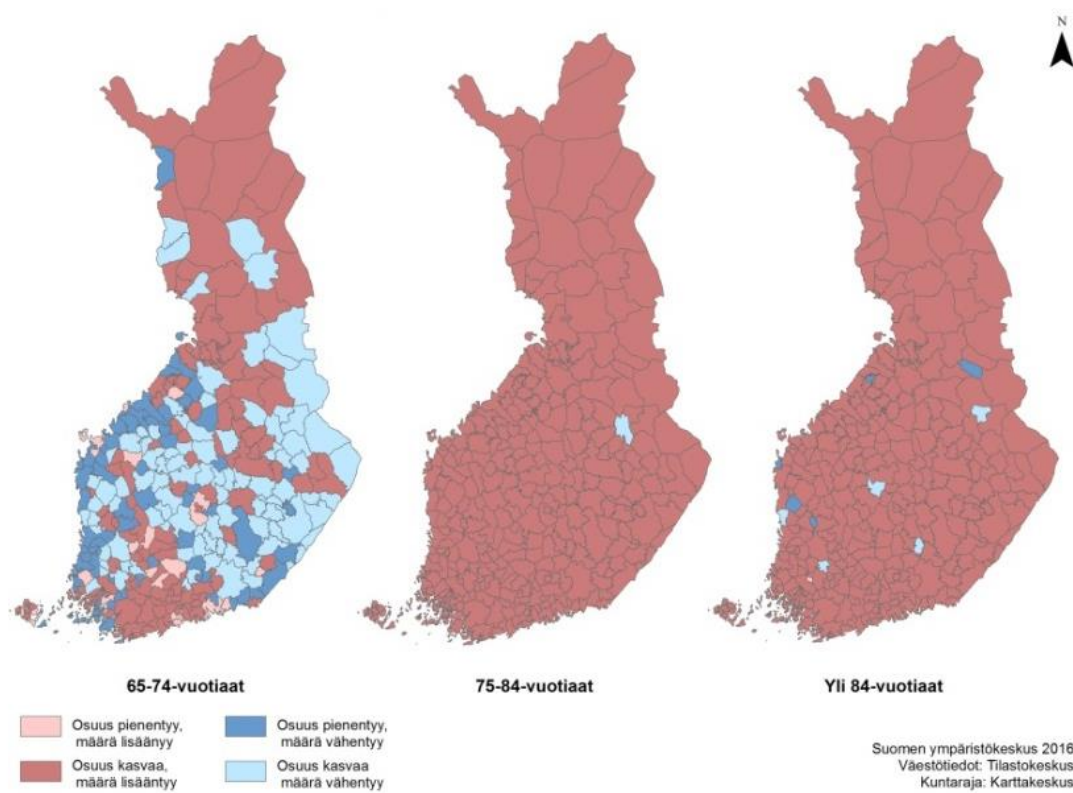 N
65-74-vuotiaat
75-84-vuotiaat
Yli 84-vuotiaat
Osuus pienentyy,
määrä lisäänyy
Osuus pienentyy,
määrä vähentyy
Osuus kasvaa,
määrä lisääntyy
Osuus kasvaa
määrä vähentyy
Suomen ympäristökeskus 2016
Väestötiedot: Tilastokeskus
Kuntaraja: Karttakeskus